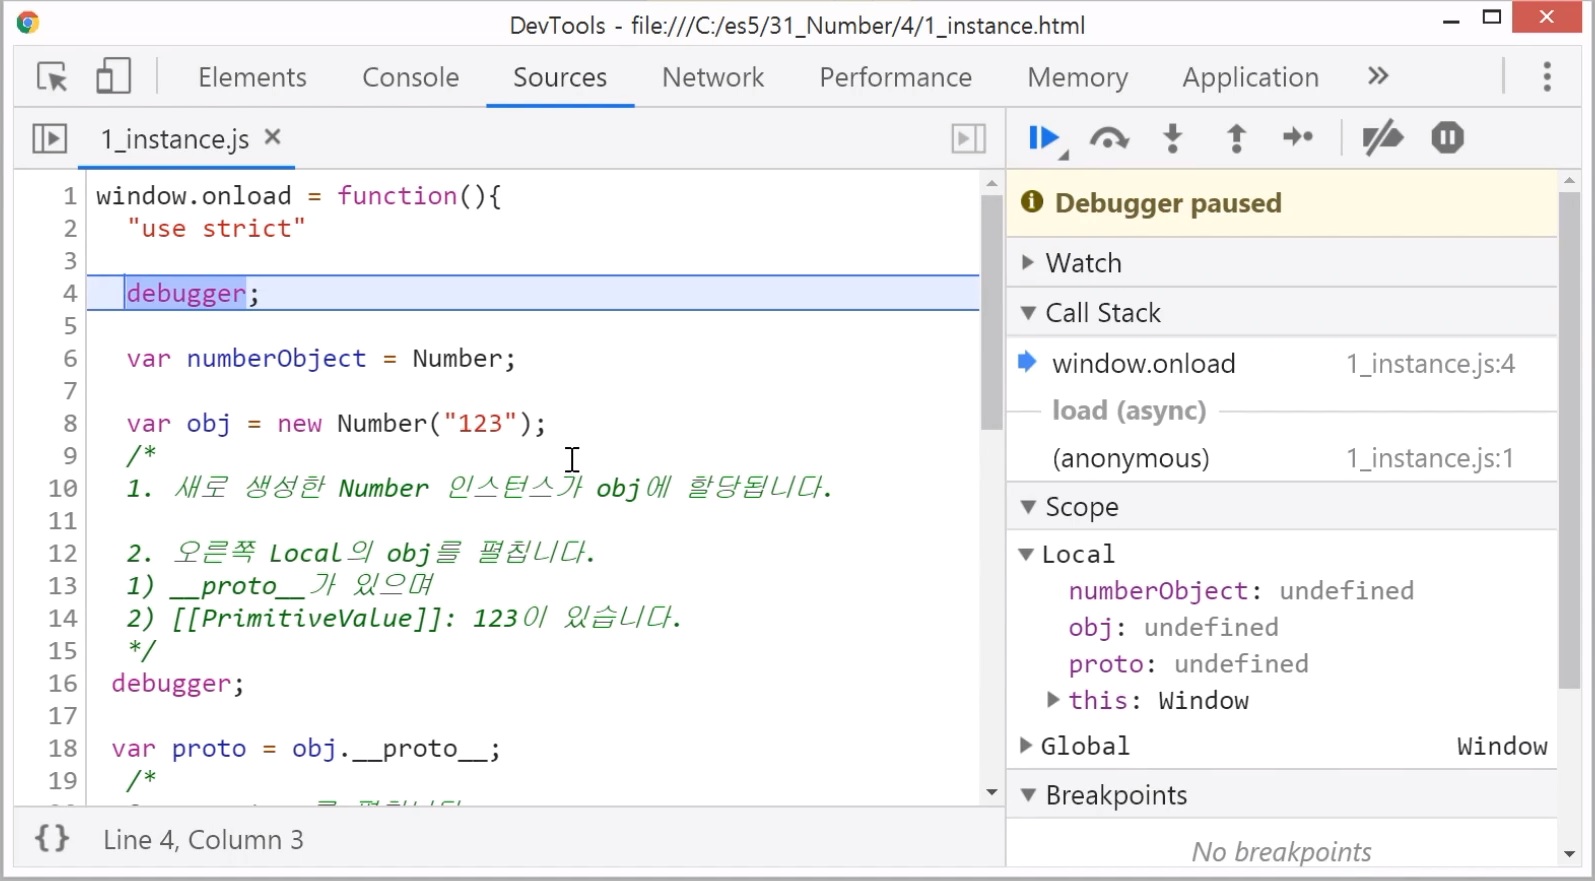 DevTools - file:///C:/es5/31_Number/4/1_instance.html
Elements Console Sources Network Performance Memory Application »
1_instance.js ×
1 window.onload = function(){
2 "use strict"
3
4 debugger;
5
6 var numberObject = Number;
7
8 var obj = new Number("123");
9 /*
10 1. 새로 생성한 Number 인스턴스가 obj에 할당됩니다.
11
12 2. 오른쪽 Local의 obj를 펼칩니다.
13 1) __proto__가 있으며
14 2) [[PrimitiveValue]]: 123이 있습니다.
15 */
16 debugger;
17
18 var proto = obj.__proto__;
19 /*
{} Line 4, Column 3
Debugger paused
Watch
Call Stack
window.onload 1_instance.js:4
load (async)
(anonymous) 1_instance.js:1
Scope
Local
numberObject: undefined
obj: undefined
proto: undefined
this: Window
Global Window
Breakpoints
No breakpoints